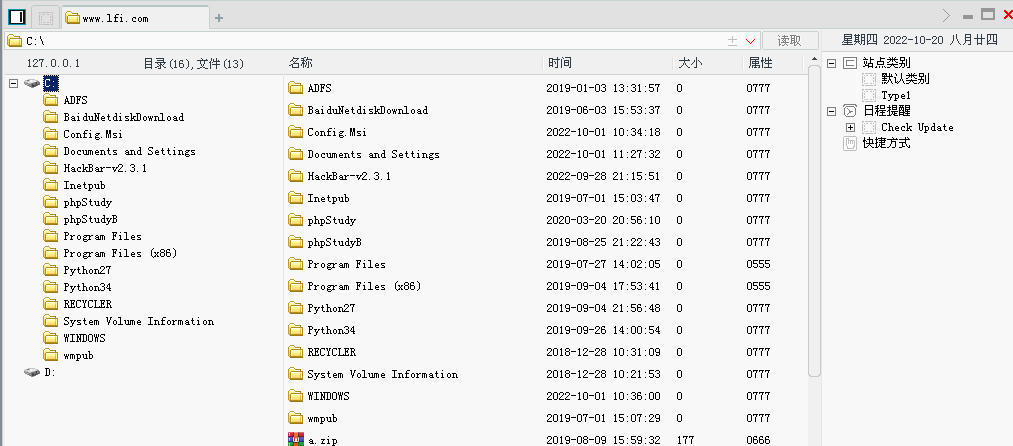 www.lfi.com
C:\ 读取 星期四 2022-10-20 八月廿四
127.0.0.1 目录(16),文件(13) 名称 时间 大小 属性
C:
ADFS
BaiduNetdiskDownload
Config.Msi
Documents and Settings
HackBar-v2.3.1
Inetpub
phpStudy
phpStudyB
Program Files
Program Files (x86)
Python27
Python34
RECYCLER
System Volume Information
WINDOWS
wmpub
D:
ADFS 2019-01-03 13:31:57 0 0777
BaiduNetdiskDownload 2019-06-03 15:53:37 0 0777
Config.Msi 2022-10-01 10:34:18 0 0777
Documents and Settings 2022-10-01 11:27:32 0 0777
HackBar-v2.3.1 2022-09-28 21:15:51 0 0777
Inetpub 2019-07-01 15:03:47 0 0777
phpStudy 2020-03-20 20:56:10 0 0777
phpStudyB 2019-08-25 21:22:43 0 0777
Program Files 2019-07-27 14:02:05 0 0555
Program Files (x86) 2019-09-04 17:53:41 0 0555
Python27 2019-09-04 21:56:48 0 0777
Python34 2019-09-26 14:00:54 0 0777
RECYCLER 2018-12-28 10:31:09 0 0777
System Volume Information 2018-12-28 10:21:53 0 0777
WINDOWS 2022-10-01 10:36:00 0 0777
wmpub 2019-07-01 15:07:29 0 0777
a.zip 2019-08-09 15:59:32 177 0666
站点类别
默认类别
Type1
日程提醒
Check Update
快捷方式